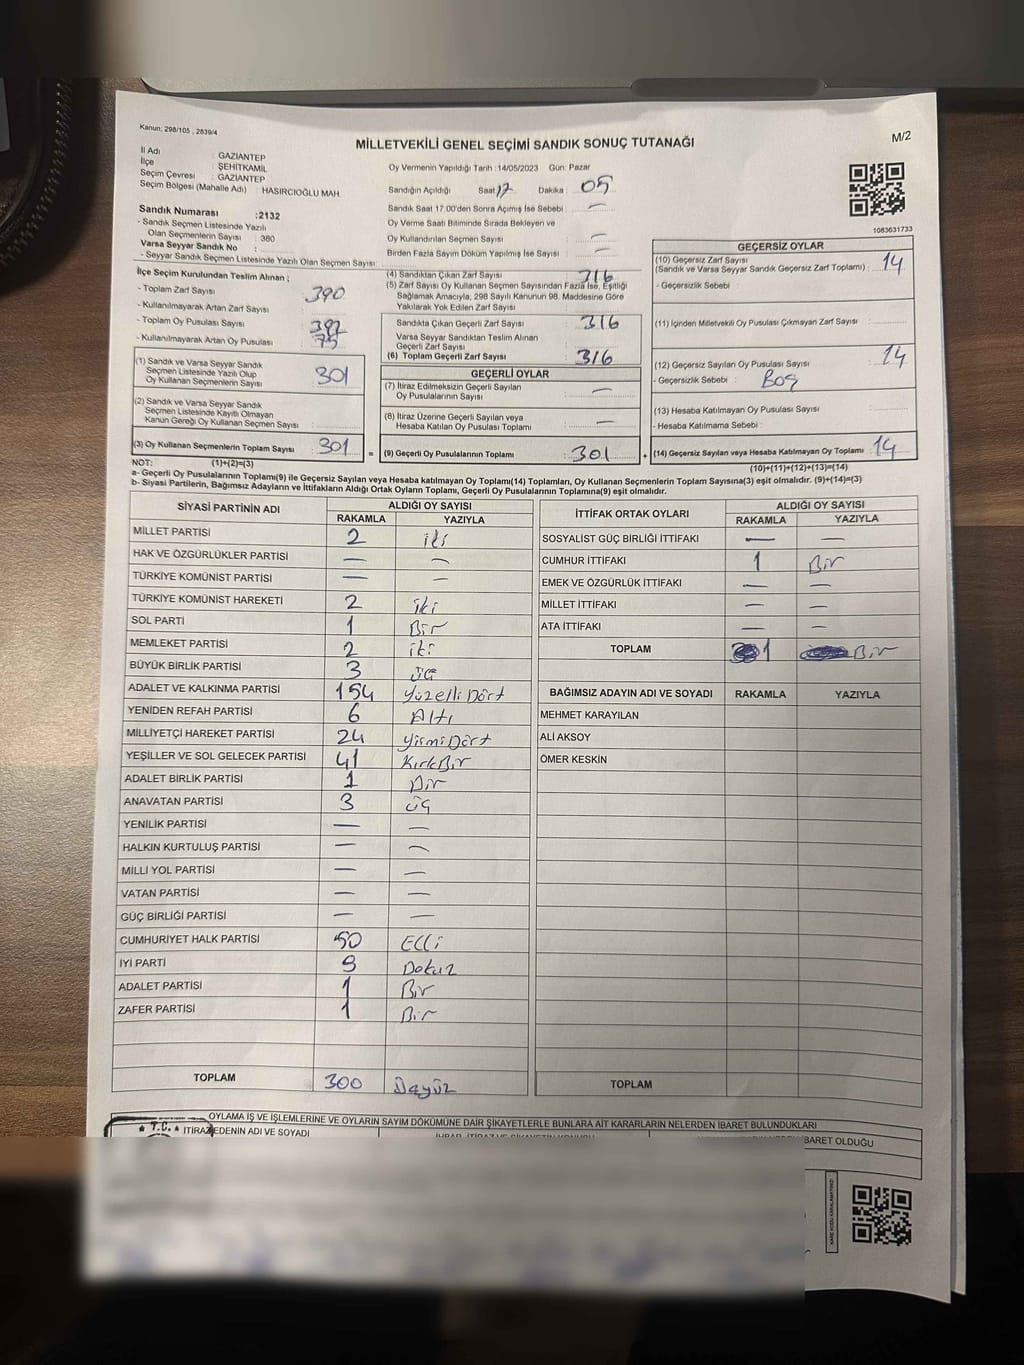 Kanun: 298/105 , 2839/4
MİLLETVEKİLİ GENEL SEÇİMİ SANDIK SONUÇ TUTANAĞI
M/2
İl Adı : GAZİANTEP
İlçe : ŞEHİTKAMİL
Seçim Çevresi : GAZİANTEP
Seçim Bölgesi (Mahalle Adı) : HASIRCIOĞLU MAH.
Sandık Numarası :2132
- Sandık Seçmen Listesinde Yazılı
Olan Seçmenlerin Sayısı : 380
Varsa Seyyar Sandık No :
- Seyyar Sandık Seçmen Listesinde Yazılı Olan Seçmen Sayısı :
Oy Vermenin Yapıldığı Tarih : 14/05/2023 Gün: Pazar
Sandığın Açıldığı Saat 17 Dakika : 05
Sandık Saat 17:00'den Sonra Açmış İse Sebebi : —
Oy Verme Saati Bitiminde Sırada Bekleyen ve
Oy Kullandırılan Seçmen Sayısı : —
Birden Fazla Sayım Döküm Yapılmış İse Sayısı : —
1083631733
İlçe Seçim Kurulundan Teslim Alınan ;
- Toplam Zarf Sayısı : 390
- Kullanılmayarak Artan Zarf Sayısı :
- Toplam Oy Pusulası Sayısı :
- Kullanılmayarak Artan Oy Pusulası :
(1) Sandık ve Varsa Seyyar Sandık
Seçmen Listesinde Yazılı Olup
Oy Kullanan Seçmenlerin Sayısı : 301
(2) Sandık ve Varsa Seyyar Sandık
Seçmen Listesinde Kayıtlı Olmayan
Kanun Gereği Oy Kullanan Seçmen Sayısı :
(3) Oy Kullanan Seçmenlerin Toplam Sayısı : 301
(4) Sandıktan Çıkan Zarf Sayısı : 316
(5) Zarf Sayısı Oy Kullanan Seçmen Sayısından Fazla İse, Eşitliği
Sağlamak Amacıyla, 298 Sayılı Kanunun 98. Maddesine Göre
Yakılarak Yok Edilen Zarf Sayısı :
Sandıkta Çıkan Geçerli Zarf Sayısı : 316
Varsa Seyyar Sandıktan Teslim Alınan
Geçerli Zarf Sayısı :
(6) Toplam Geçerli Zarf Sayısı : 316
GEÇERLİ OYLAR
(7) İtiraz Edilmeksizin Geçerli Sayılan
Oy Pusulalarının Sayısı : —
(8) İtiraz Üzerine Geçerli Sayılan veya
Hesaba Katılan Oy Pusulası Toplamı : —
= (9) Geçerli Oy Pusulalarının Toplamı : 301
GEÇERSİZ OYLAR
(10) Geçersiz Zarf Sayısı
(Sandık ve Varsa Seyyar Sandık Geçersiz Zarf Toplamı) : 14
- Geçersizlik Sebebi :
(11) İçinden Milletvekili Oy Pusulası Çıkmayan Zarf Sayısı :
(12) Geçersiz Sayılan Oy Pusulası Sayısı : 14
- Geçersizlik Sebebi : Boş
(13) Hesaba Katılmayan Oy Pusulası Sayısı :
- Hesaba Katılmama Sebebi :
+ (14) Geçersiz Sayılan veya Hesaba Katılmayan Oy Toplamı : 14
NOT: (1)+(2)=(3)
(10)+(11)+(12)+(13)=(14)
a- Geçerli Oy Pusulalarının Toplamı(9) ile Geçersiz Sayılan veya Hesaba katılmayan Oy Toplam(14) Toplamları, Oy Kullanan Seçmenlerin Toplam Sayısına(3) eşit olmalıdır. (9)+(14)=(3)
b- Siyasi Partilerin, Bağımsız Adayların ve İttifakların Aldığı Ortak Oyların Toplamı, Geçerli Oy Pusulalarının Toplamına(9) eşit olmalıdır.
SİYASİ PARTİNİN ADI ALDIĞI OY SAYISI
RAKAMLA YAZIYLA
MİLLET PARTİSİ 2 iki
HAK VE ÖZGÜRLÜKLER PARTİSİ — —
TÜRKİYE KOMÜNİST PARTİSİ — —
TÜRKİYE KOMÜNİST HAREKETİ 2 iki
SOL PARTİ 1 Bir
MEMLEKET PARTİSİ 2 iki
BÜYÜK BİRLİK PARTİSİ 3 üç
ADALET VE KALKINMA PARTİSİ 154 Yüzelli Dört
YENİDEN REFAH PARTİSİ 6 Altı
MİLLİYETÇİ HAREKET PARTİSİ 24 YirmiDört
YEŞİLLER VE SOL GELECEK PARTİSİ 41 KırkBir
ADALET BİRLİK PARTİSİ 1 Bir
ANAVATAN PARTİSİ 3 üç
YENİLİK PARTİSİ — —
HALKIN KURTULUŞ PARTİSİ — —
MİLLİ YOL PARTİSİ — —
VATAN PARTİSİ — —
GÜÇ BİRLİĞİ PARTİSİ — —
CUMHURİYET HALK PARTİSİ 50 Elli
İYİ PARTİ 9 Dokuz
ADALET PARTİSİ 1 Bir
ZAFER PARTİSİ 1 Bir
TOPLAM 300 Üçyüz
İTTİFAK ORTAK OYLARI ALDIĞI OY SAYISI
RAKAMLA YAZIYLA
SOSYALİST GÜÇ BİRLİĞİ İTTİFAKI — —
CUMHUR İTTİFAKI 1 Bir
EMEK VE ÖZGÜRLÜK İTTİFAKI — —
MİLLET İTTİFAKI — —
ATA İTTİFAKI — —
TOPLAM 1 Bir
BAĞIMSIZ ADAYIN ADI VE SOYADI RAKAMLA YAZIYLA
MEHMET KARAYILAN
ALİ AKSOY
ÖMER KESKİN
TOPLAM
OYLAMA İŞ VE İŞLEMLERİNE VE OYLARIN SAYIM DÖKÜMÜNE DAİR ŞİKAYETLERLE BUNLARA AİT KARARLARIN NELERDEN İBARET BULUNDUKLARI
★ T.C. ★
İTİRAZ EDENİN ADI VE SOYADI
İBARET OLDUĞU